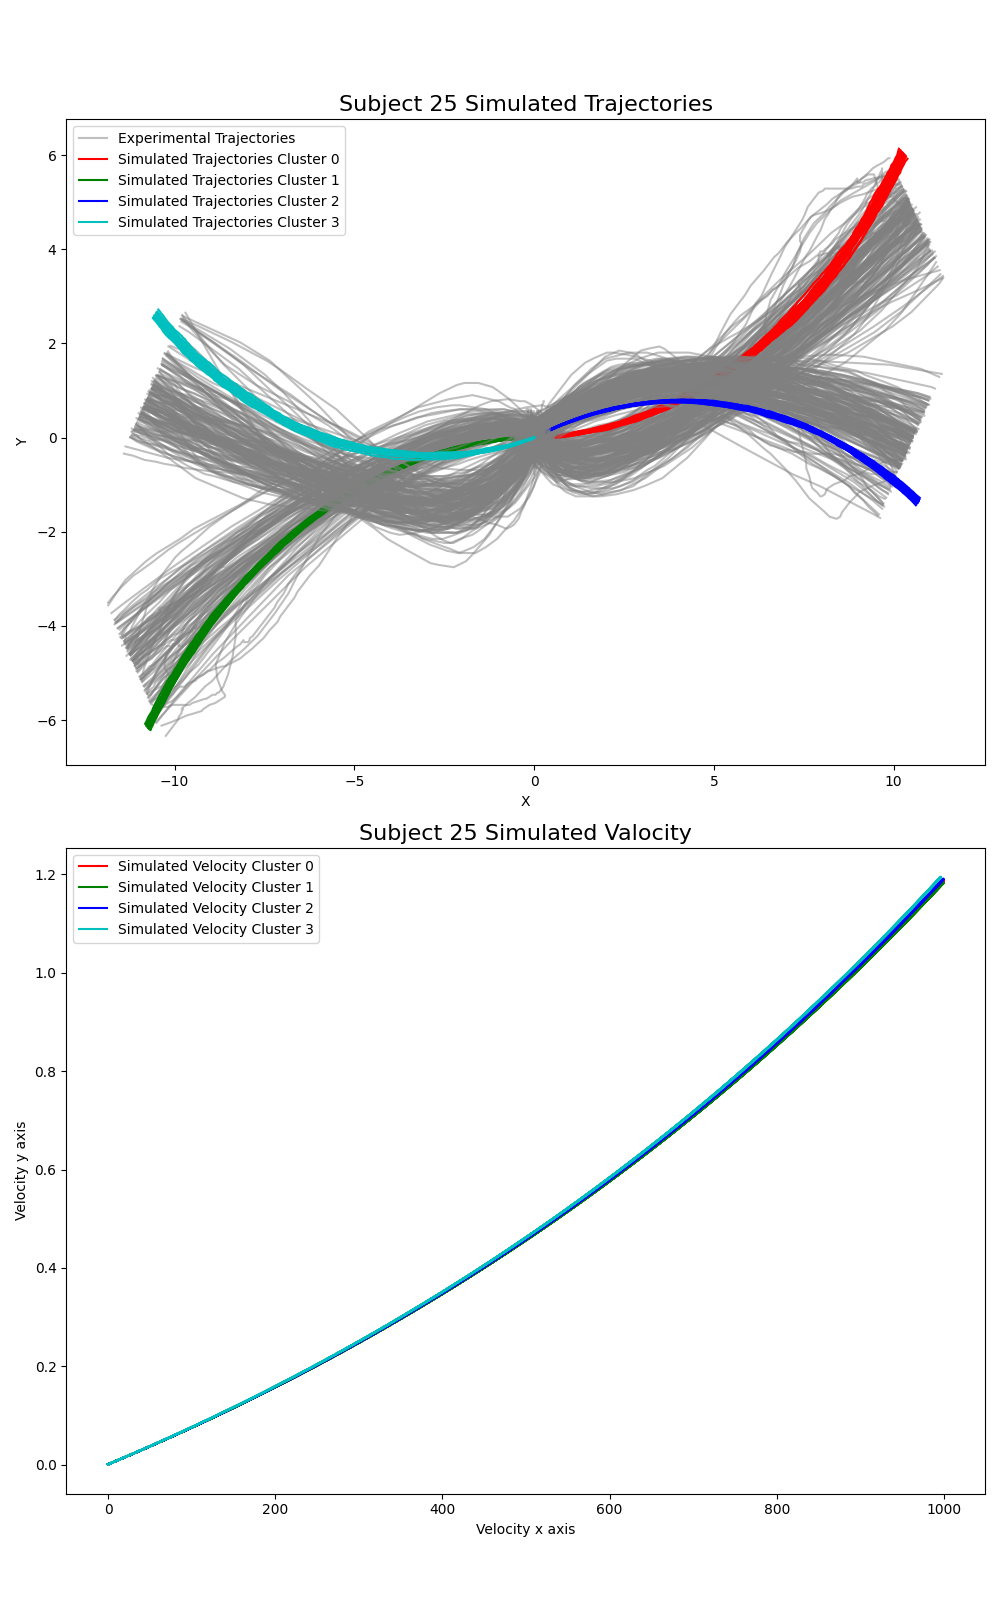 Subject 25 Simulated Trajectories
Experimental Trajectories
Simulated Trajectories Cluster 0
Simulated Trajectories Cluster 1
Simulated Trajectories Cluster 2
Simulated Trajectories Cluster 3
6
4
2
0
−2
−4
−6
Y
−10
−5
0
5
10
X
Subject 25 Simulated Valocity
Simulated Velocity Cluster 0
Simulated Velocity Cluster 1
Simulated Velocity Cluster 2
Simulated Velocity Cluster 3
1.2
1.0
0.8
0.6
0.4
0.2
0.0
Velocity y axis
0
200
400
600
800
1000
Velocity x axis